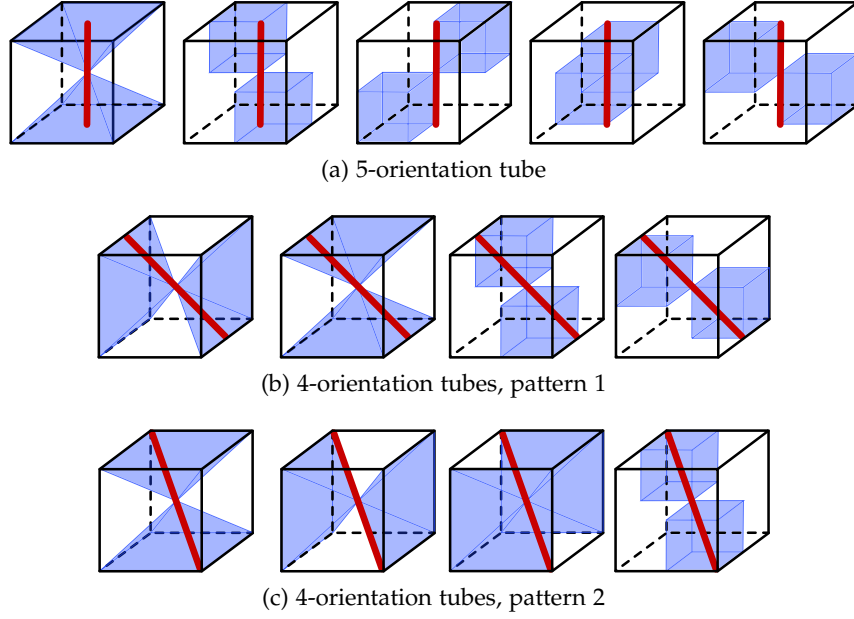 (a) 5-orientation tube
(b) 4-orientation tubes, pattern 1
(c) 4-orientation tubes, pattern 2